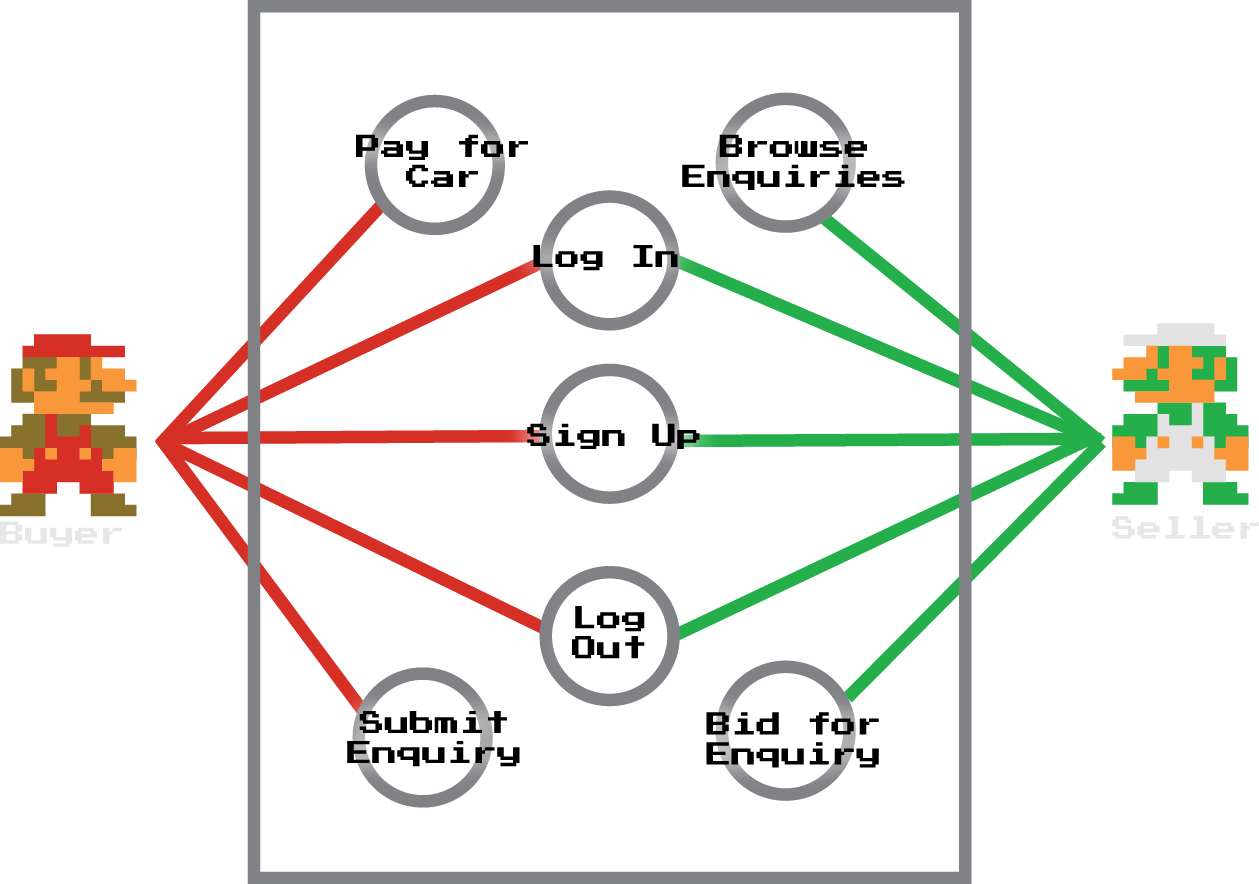 Pay for
Car
Browse
Enquiries
Log In
Sign Up
Buyer
Seller
Log
Out
Submit
Enquiry
Bid for
Enquiry